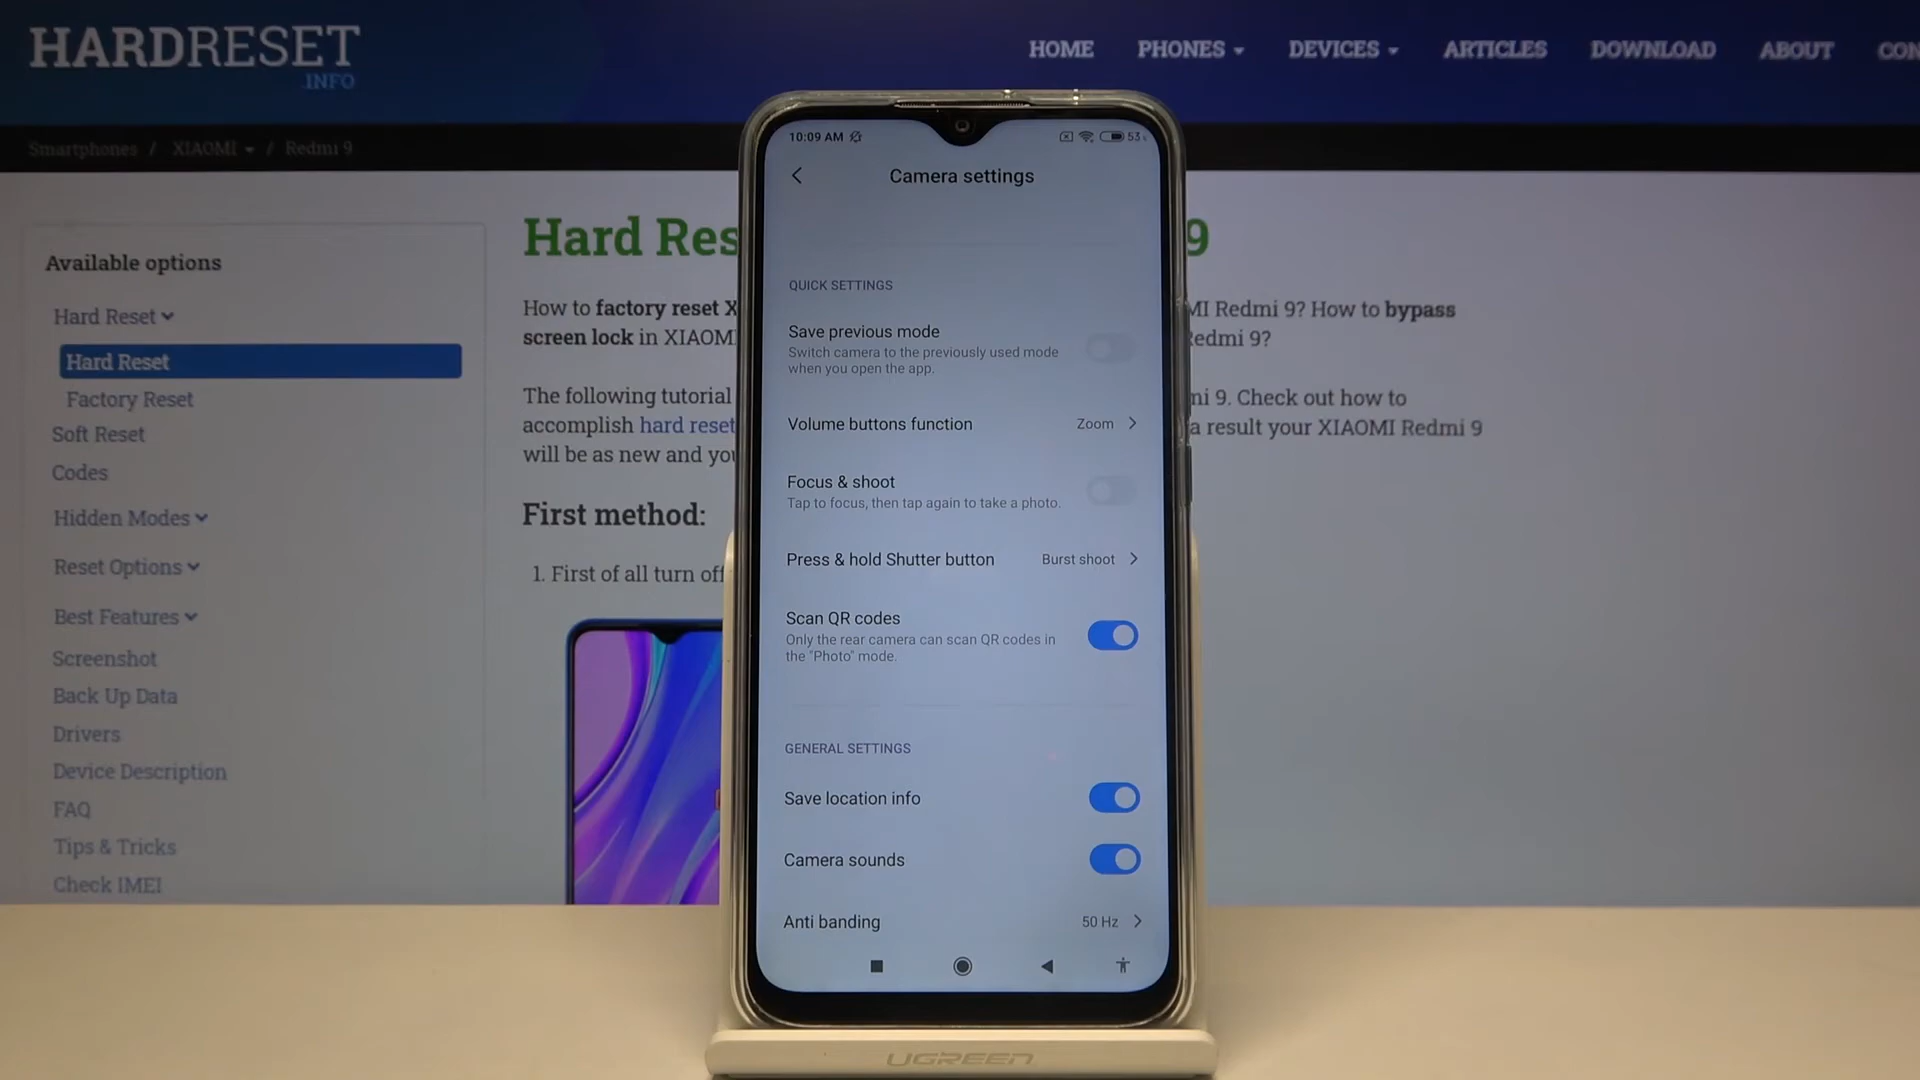 HARDRESET
.INFO
HOME PHONES DEVICES ARTICLES DOWNLOAD ABOUT CON
Smartphones / XIAOMI / Redmi 9
Available options
Hard Reset
Hard Reset
Factory Reset
Soft Reset
Codes
Hidden Modes
Reset Options
Best Features
Screenshot
Back Up Data
Drivers
Device Description
FAQ
Tips & Tricks
Check IMEI
Hard Res 9
How to factory reset X MI Redmi 9? How to bypass
screen lock in XIAOM Redmi 9?
The following tutorial mi 9. Check out how to
accomplish hard reset a result your XIAOMI Redmi 9
will be as new and you
First method:
1. First of all turn off
10:09 AM 53
Camera settings
QUICK SETTINGS
Save previous mode
Switch camera to the previously used mode
when you open the app.
Volume buttons function Zoom
Focus & shoot
Tap to focus, then tap again to take a photo.
Press & hold Shutter button Burst shoot
Scan QR codes
Only the rear camera can scan QR codes in
the "Photo" mode.
GENERAL SETTINGS
Save location info
Camera sounds
Anti banding 50 Hz
UGREEN